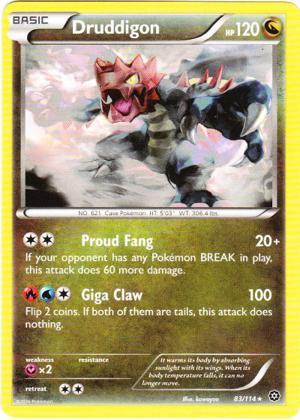 BASIC
Druddigon HP120
NO. 621 Cave Pokémon HT: 5'03" WT: 306.4 lbs.
Proud Fang 20+
If your opponent has any Pokémon BREAK in play,
this attack does 60 more damage.
Giga Claw 100
Flip 2 coins. If both of them are tails, this attack does
nothing.
weakness resistance
×2
retreat
It warms its body by absorbing
sunlight with its wings. When its
body temperature falls, it can no
longer move.
Illus. kawayoo 83/114
©2016 Pokémon